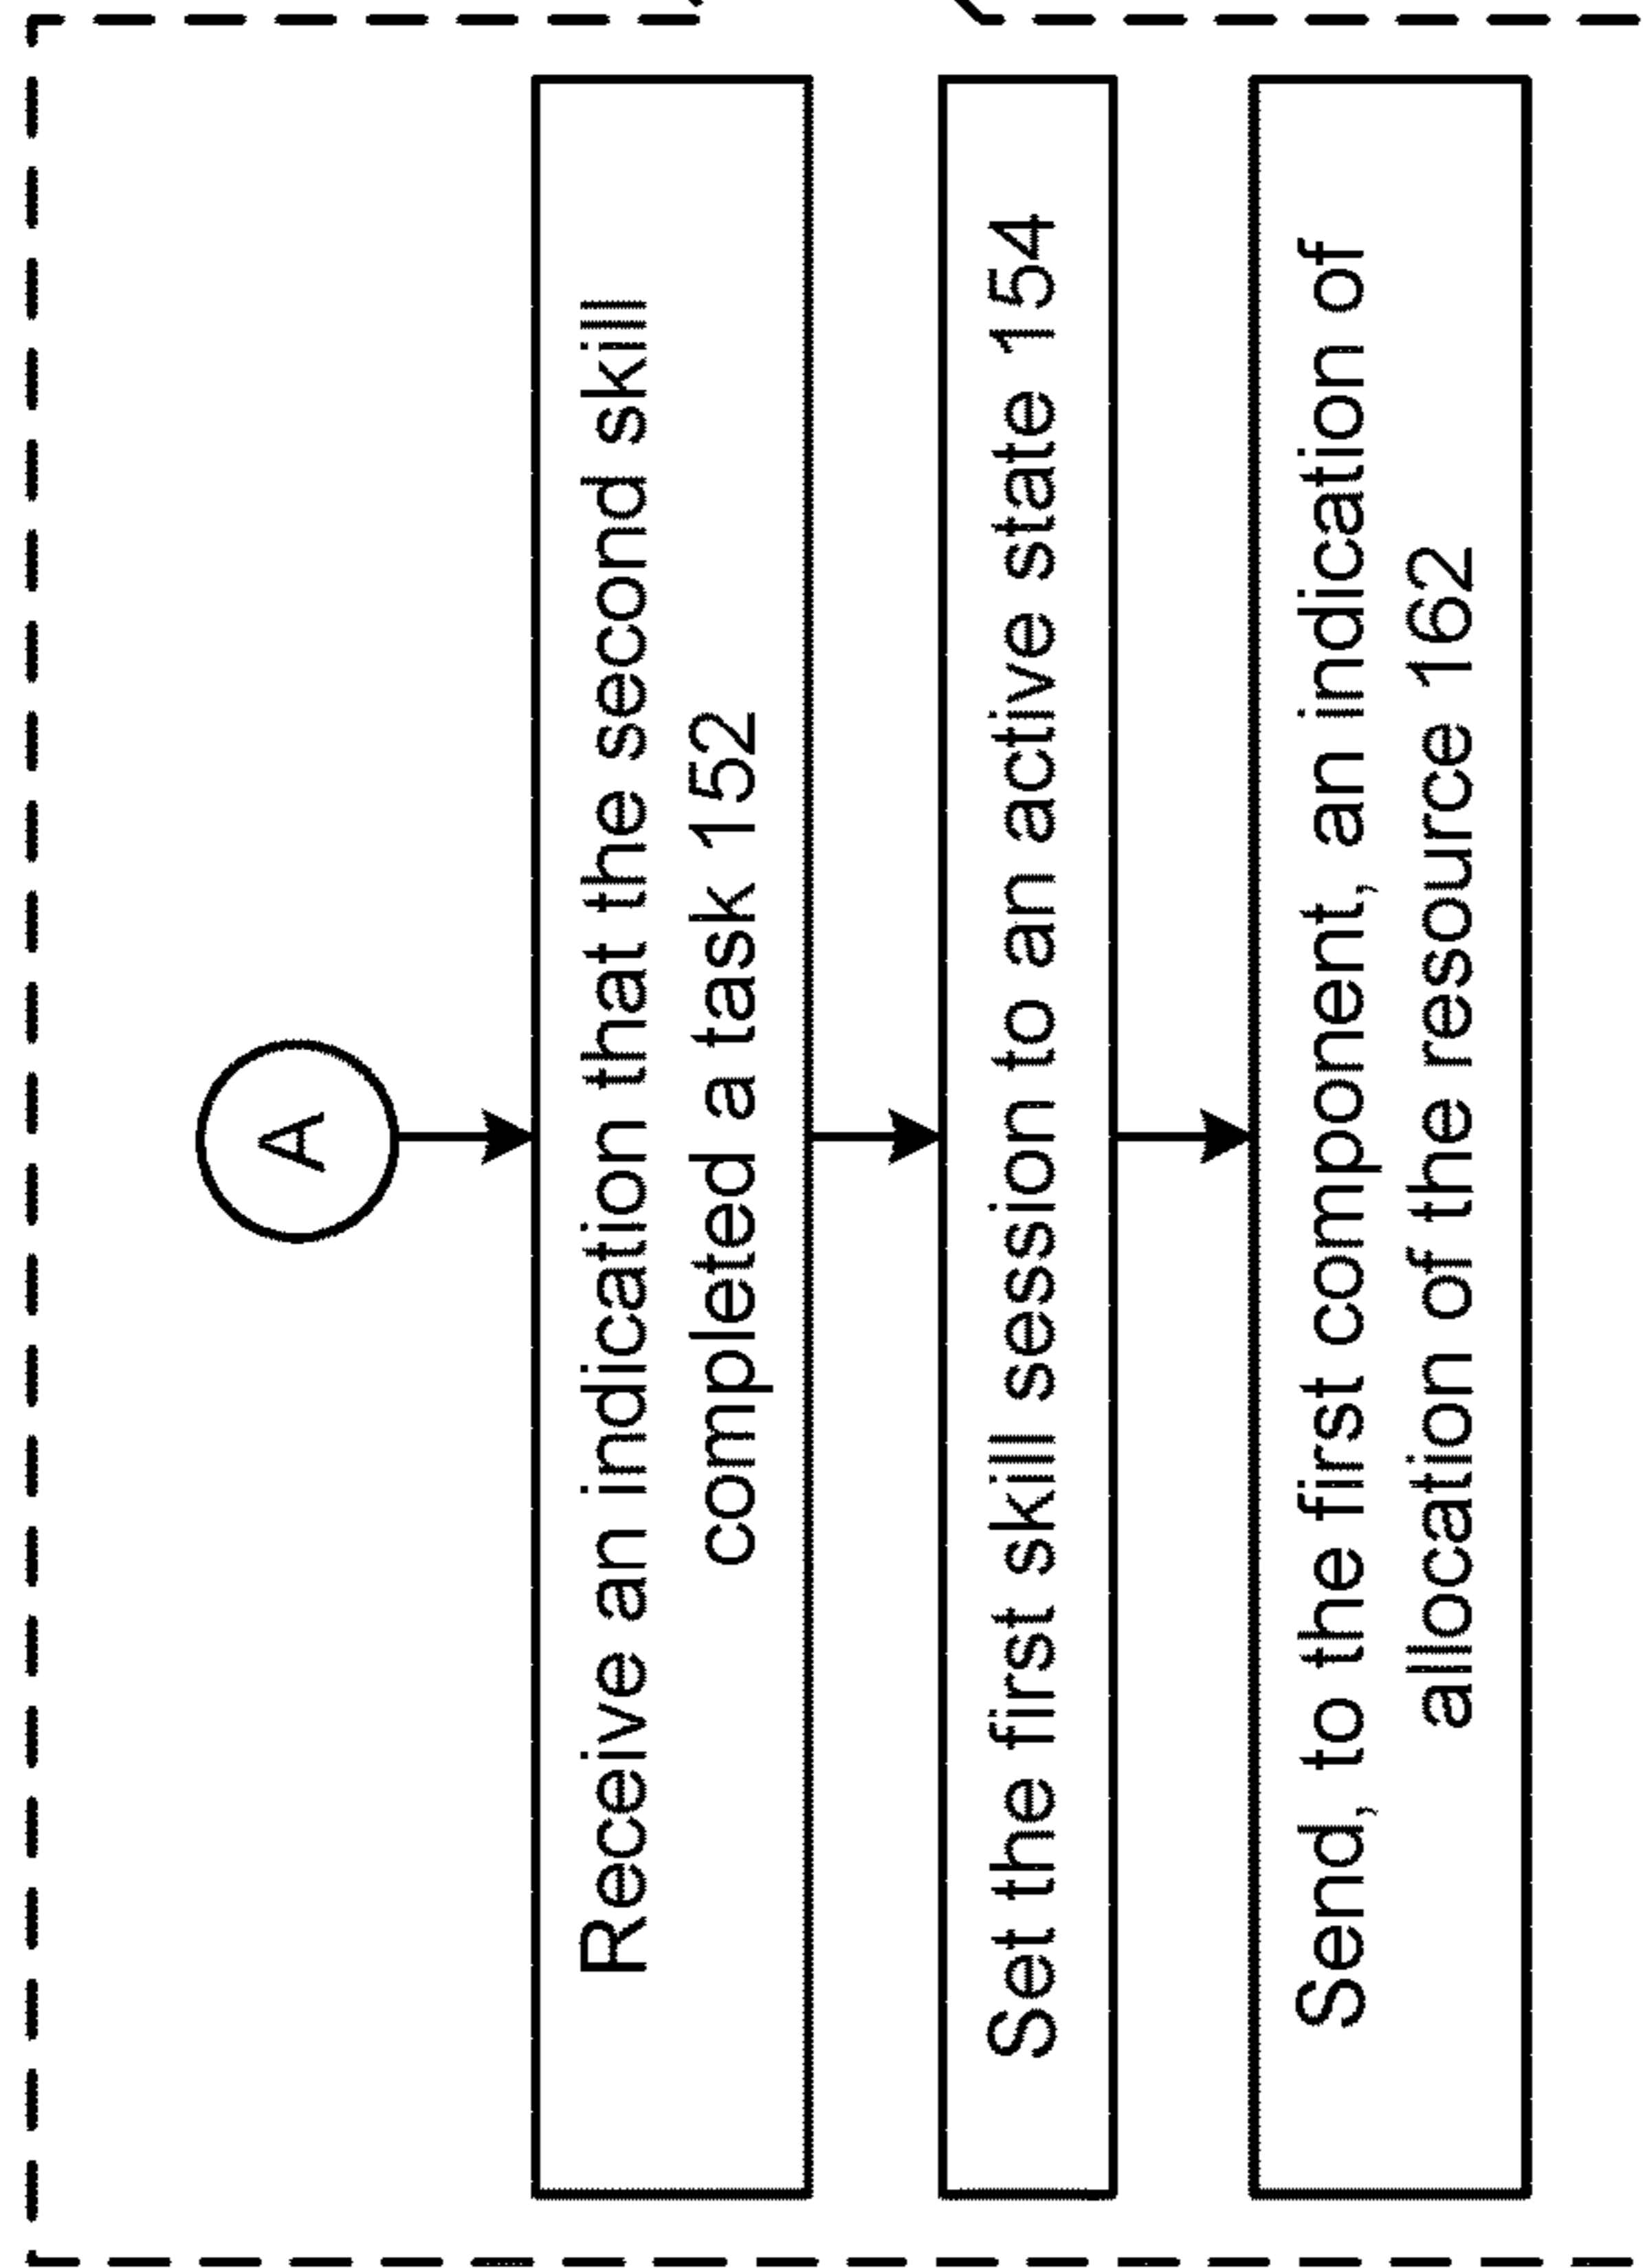 A
Receive an indication that the second skill
completed a task 152
Set the first skill session to an active state 154
Send, to the first component, an indication of
allocation of the resource 162